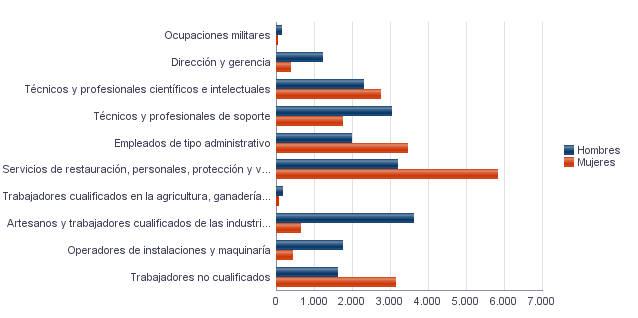 Ocupaciones militares
Dirección y gerencia
Técnicos y profesionales científicos e intelectuales
Técnicos y profesionales de soporte
Empleados de tipo administrativo
Servicios de restauración, personales, protección y v...
Trabajadores cualificados en la agricultura, ganadería...
Artesanos y trabajadores cualificados de las industri...
Operadores de instalaciones y maquinaría
Trabajadores no cualificados
0 1.000 2.000 3.000 4.000 5.000 6.000 7.000
Hombres
Mujeres